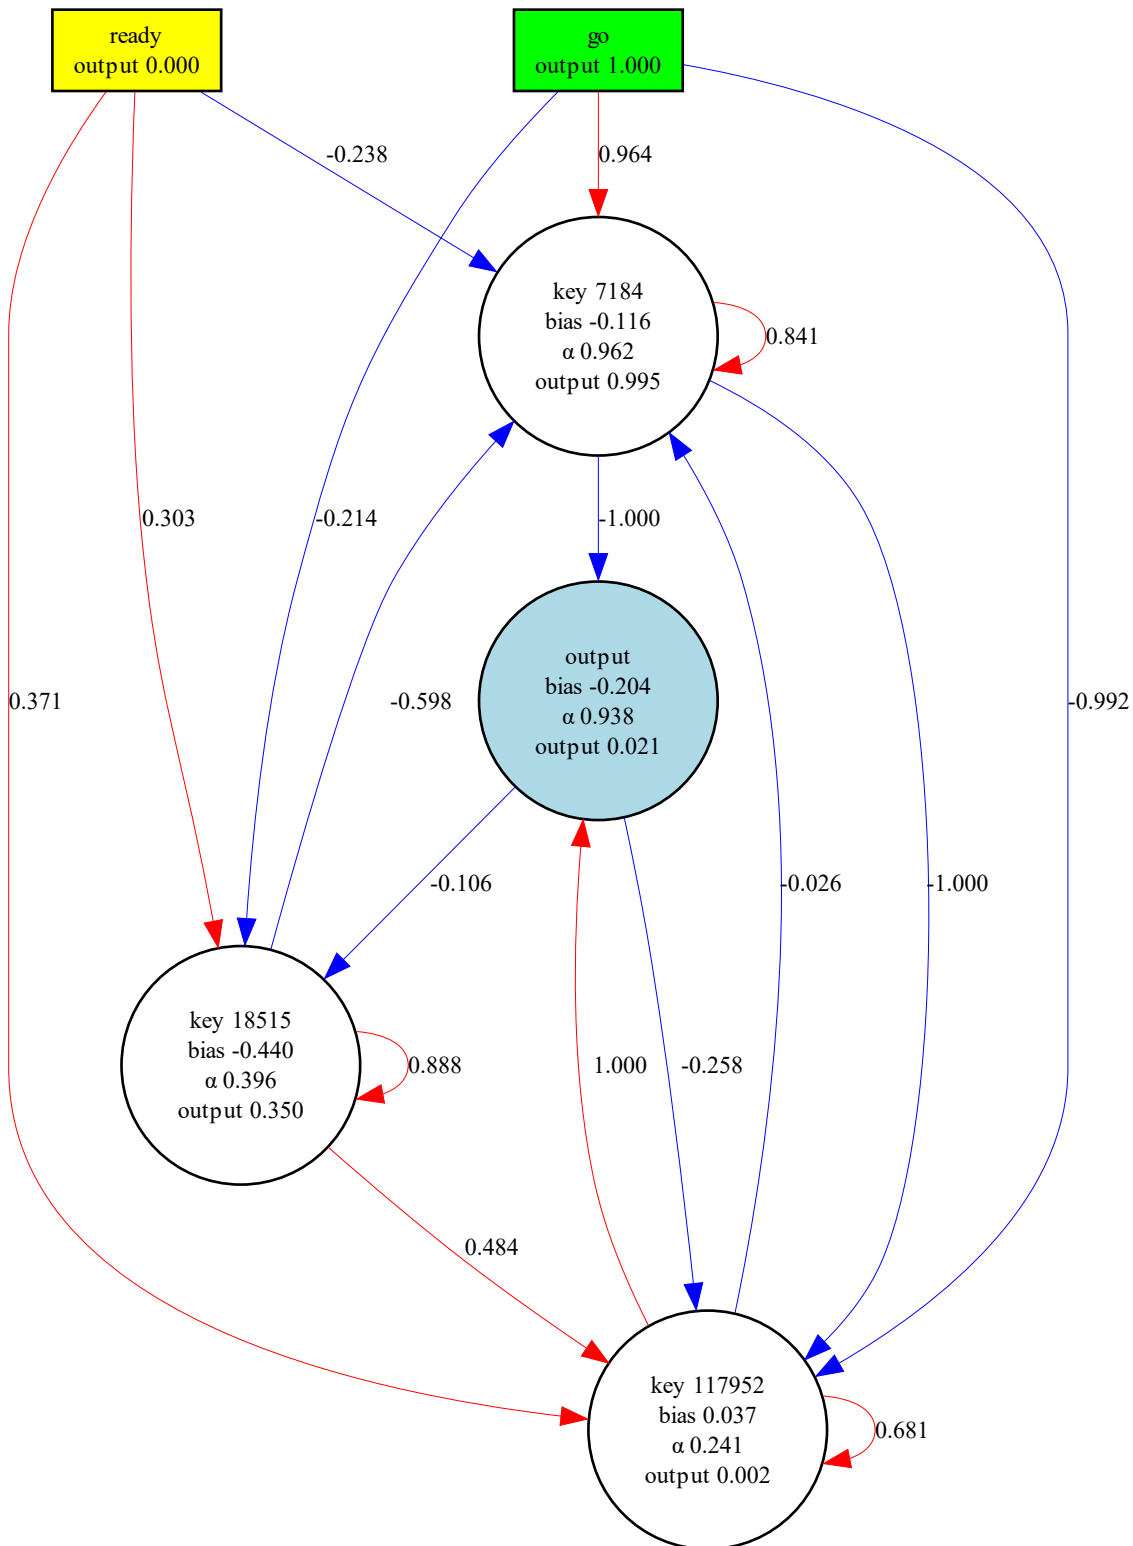 ready
output 0.000
go
output 1.000
-0.238
0.964
key 7184
bias -0.116
α 0.962
output 0.995
0.841
0.303
-0.214
-1.000
output
bias -0.204
α 0.938
output 0.021
0.371
-0.598
-0.992
-0.106
-0.026
-1.000
key 18515
bias -0.440
α 0.396
output 0.350
0.888
1.000
-0.258
0.484
key 117952
bias 0.037
α 0.241
output 0.002
0.681